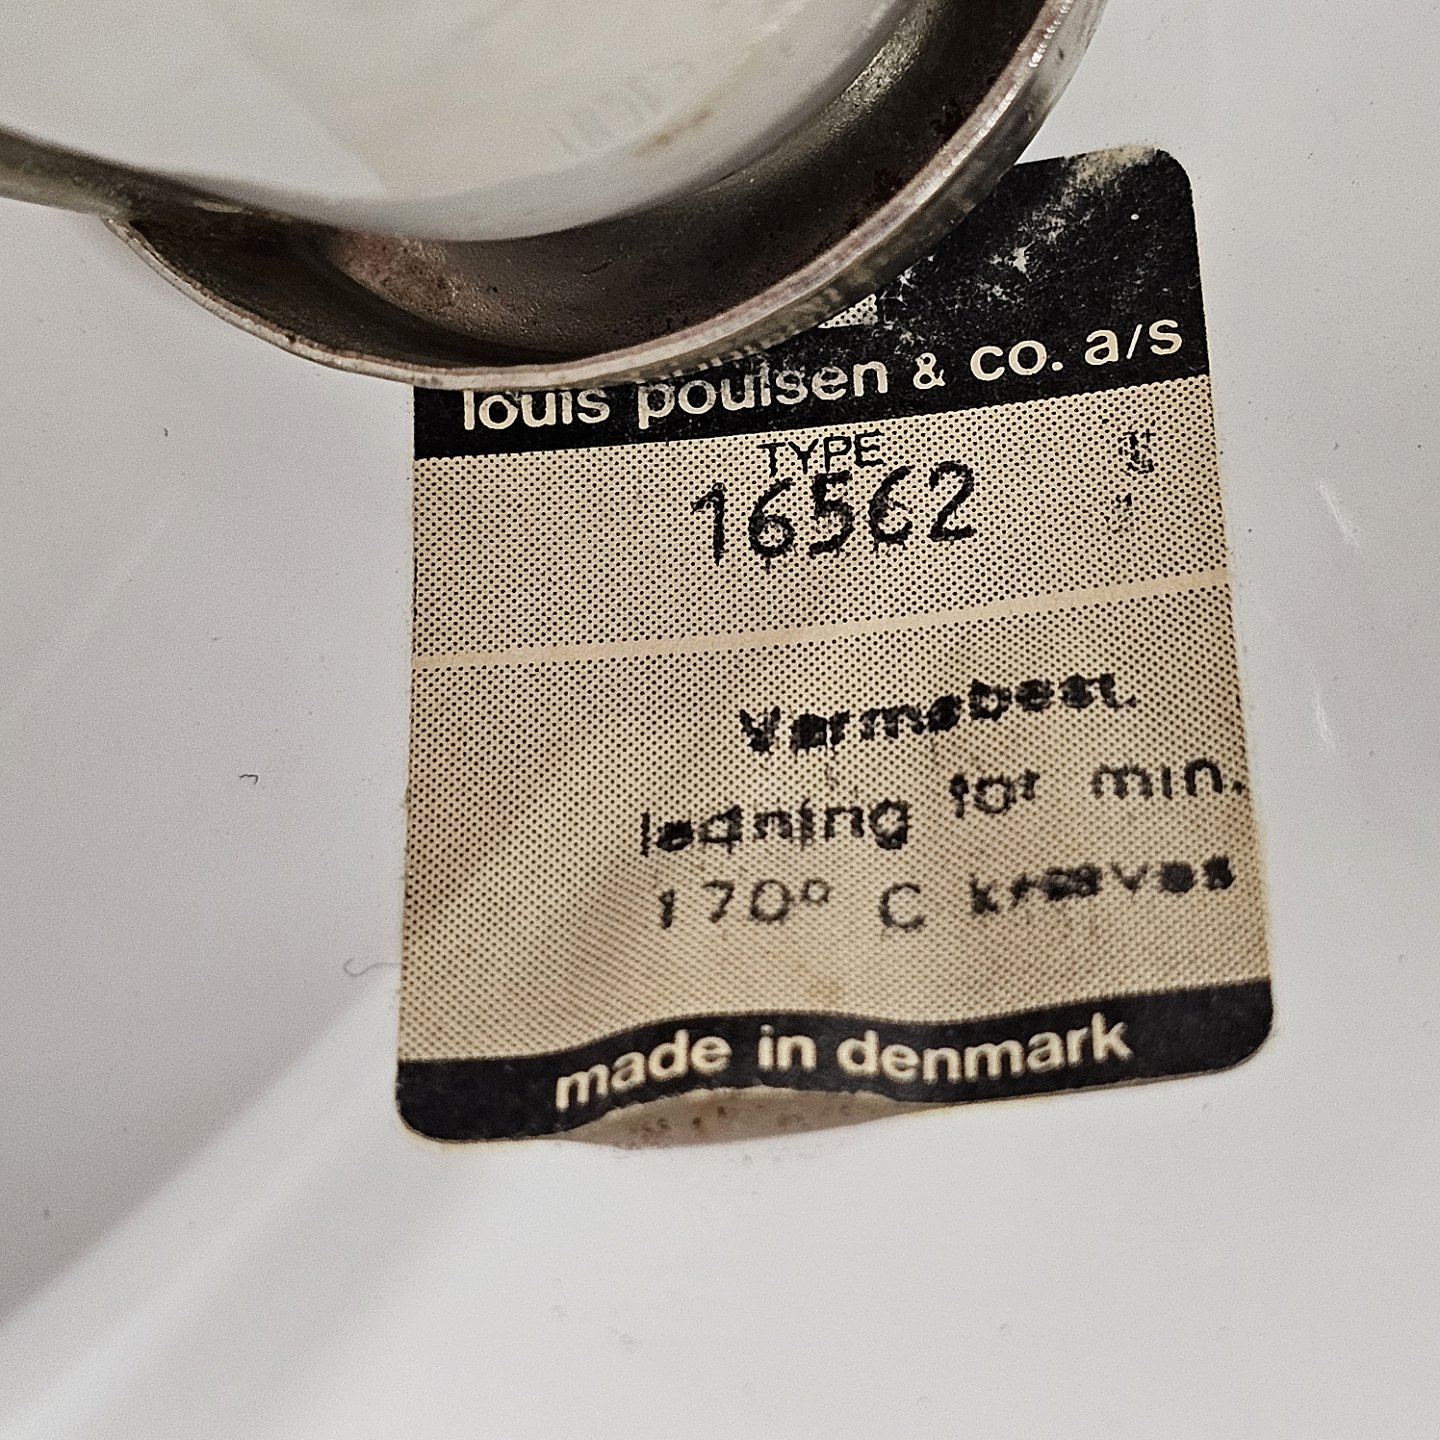 louis poulsen & co. a/s
TYPE
16562
Varmebest.
ledning for min.
170° C kræves
made in denmark